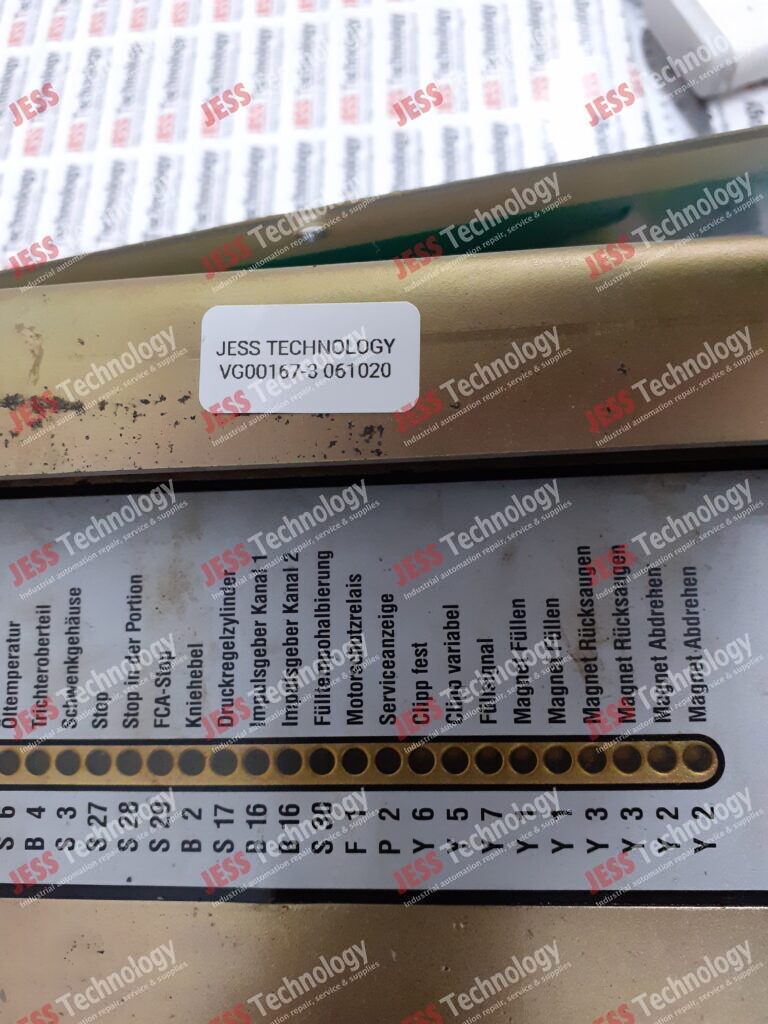 JESS TECHNOLOGY
VG00167-3 061020
Öltemperatur
Trichteroberteil
Schwenkgehäuse
Stop
Stop in der Portion
FCA-Stop
Kniehebel
Druckregelzylinder
Impulsgeber Kanal 1
Impulsgeber Kanal 2
Motorschutzrelais
Serviceanzeige
Clipp fest
Clipp variabel
Füllsignal
Magnet Füllen
Magnet Füllen
Magnet Rücksaugen
Magnet Rücksaugen
Magnet Abdrehen
Magnet Abdrehen
S 6
B 4
S 3
S 27
S 28
S 29
B 2
S 17
B 16
B 16
S 30
F 1
P 2
Y 6
Y 5
Y 7
Y 1
Y 1
Y 3
Y 3
Y 2
Y 2
JESS Technology
Industrial automation repair, service & supplies